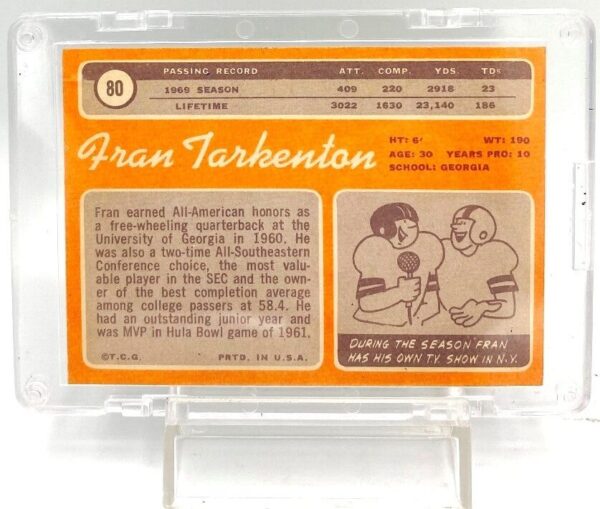 80
PASSING RECORD ATT. COMP. YDS. TDs
1969 SEASON 409 220 2918 23
LIFETIME 3022 1630 23,140 186
Fran Tarkenton
HT: 6' WT: 190
AGE: 30 YEARS PRO: 10
SCHOOL: GEORGIA
Fran earned All-American honors as
a free-wheeling quarterback at the
University of Georgia in 1960. He
was also a two-time All-Southeastern
Conference choice, the most valu-
able player in the SEC and the own-
er of the best completion average
among college passers at 58.4. He
had an outstanding junior year and
was MVP in Hula Bowl game of 1961.
©T.C.G. PRTD. IN U.S.A.
DURING THE SEASON FRAN
HAS HIS OWN TV SHOW IN N.Y.